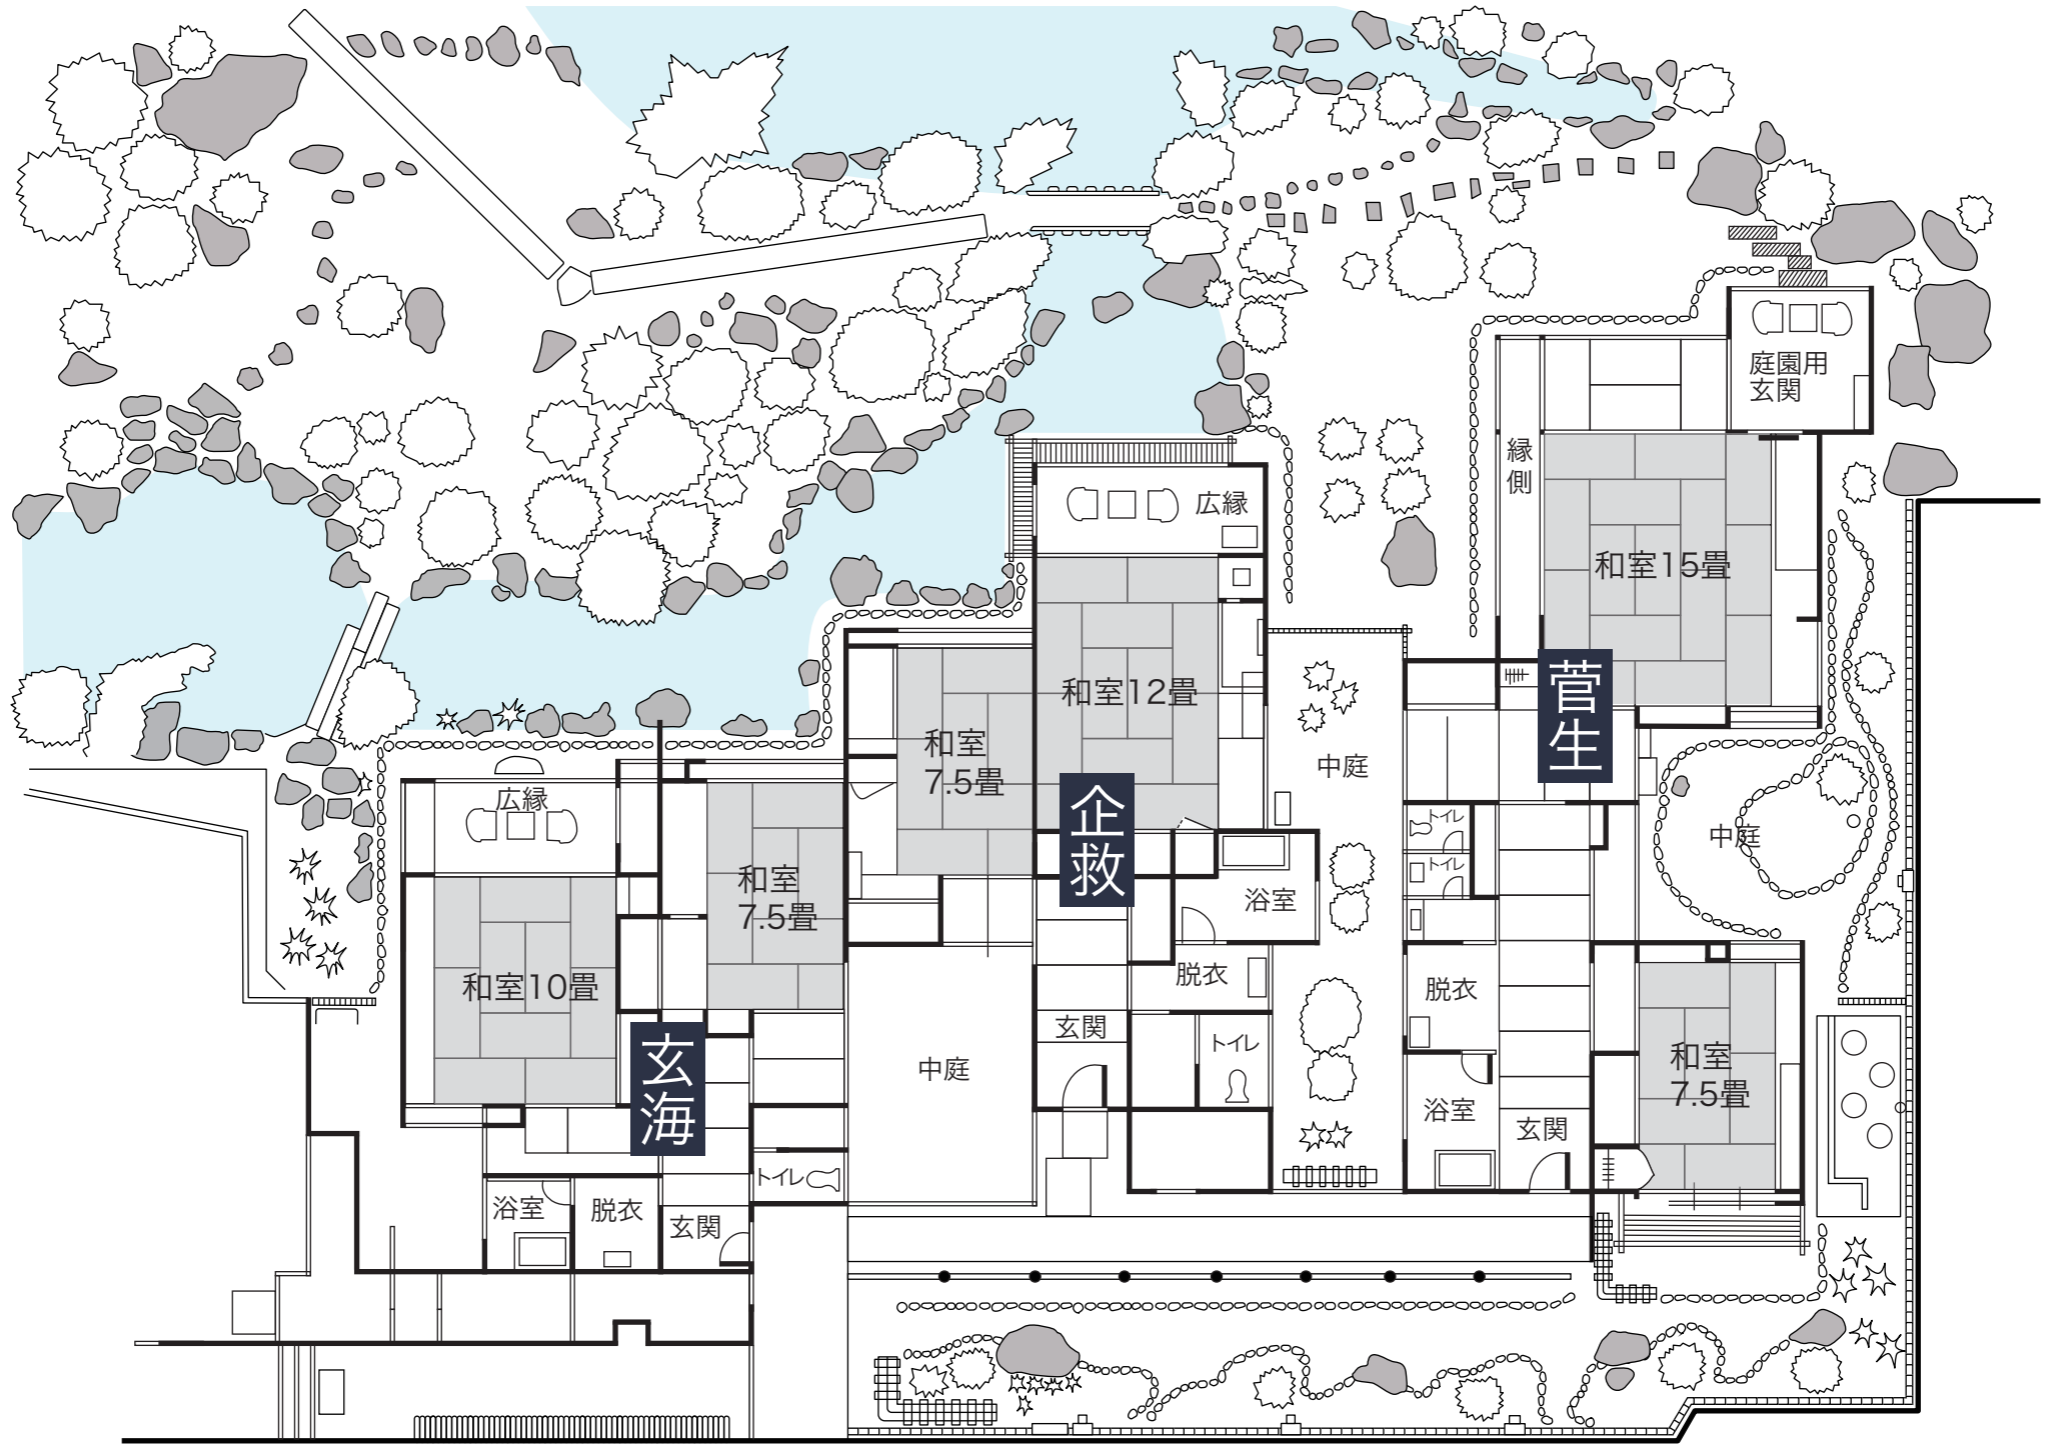 庭園用
玄関
縁側
和室15畳
菅生
中庭
トイレ
トイレ
脱衣
浴室
玄関
和室
7.5畳
中庭
広縁
和室12畳
和室
7.5畳
企救
浴室
脱衣
玄関
トイレ
中庭
広縁
和室
7.5畳
和室10畳
玄海
トイレ
浴室
脱衣
玄関